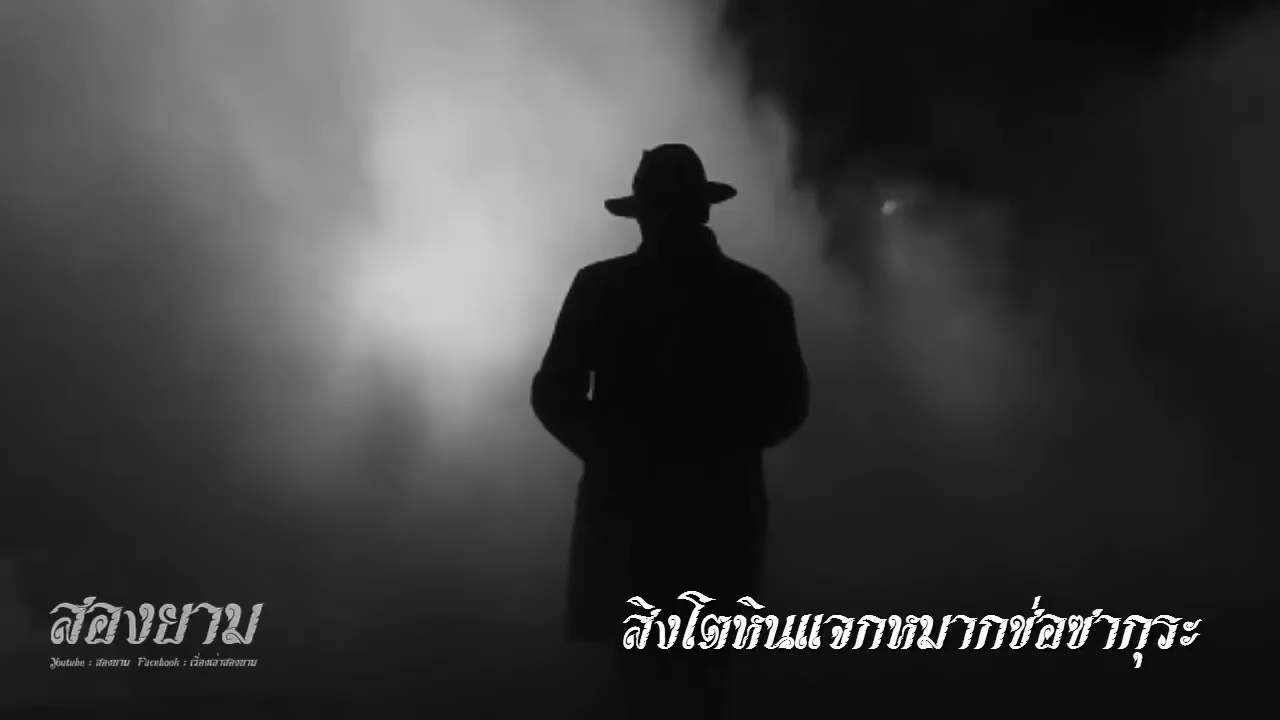 สองยาม
Youtube : สองยาม Facebook : เรื่องเล่าสองยาม
สิงโตหินแจกหมากช่อซากุระ